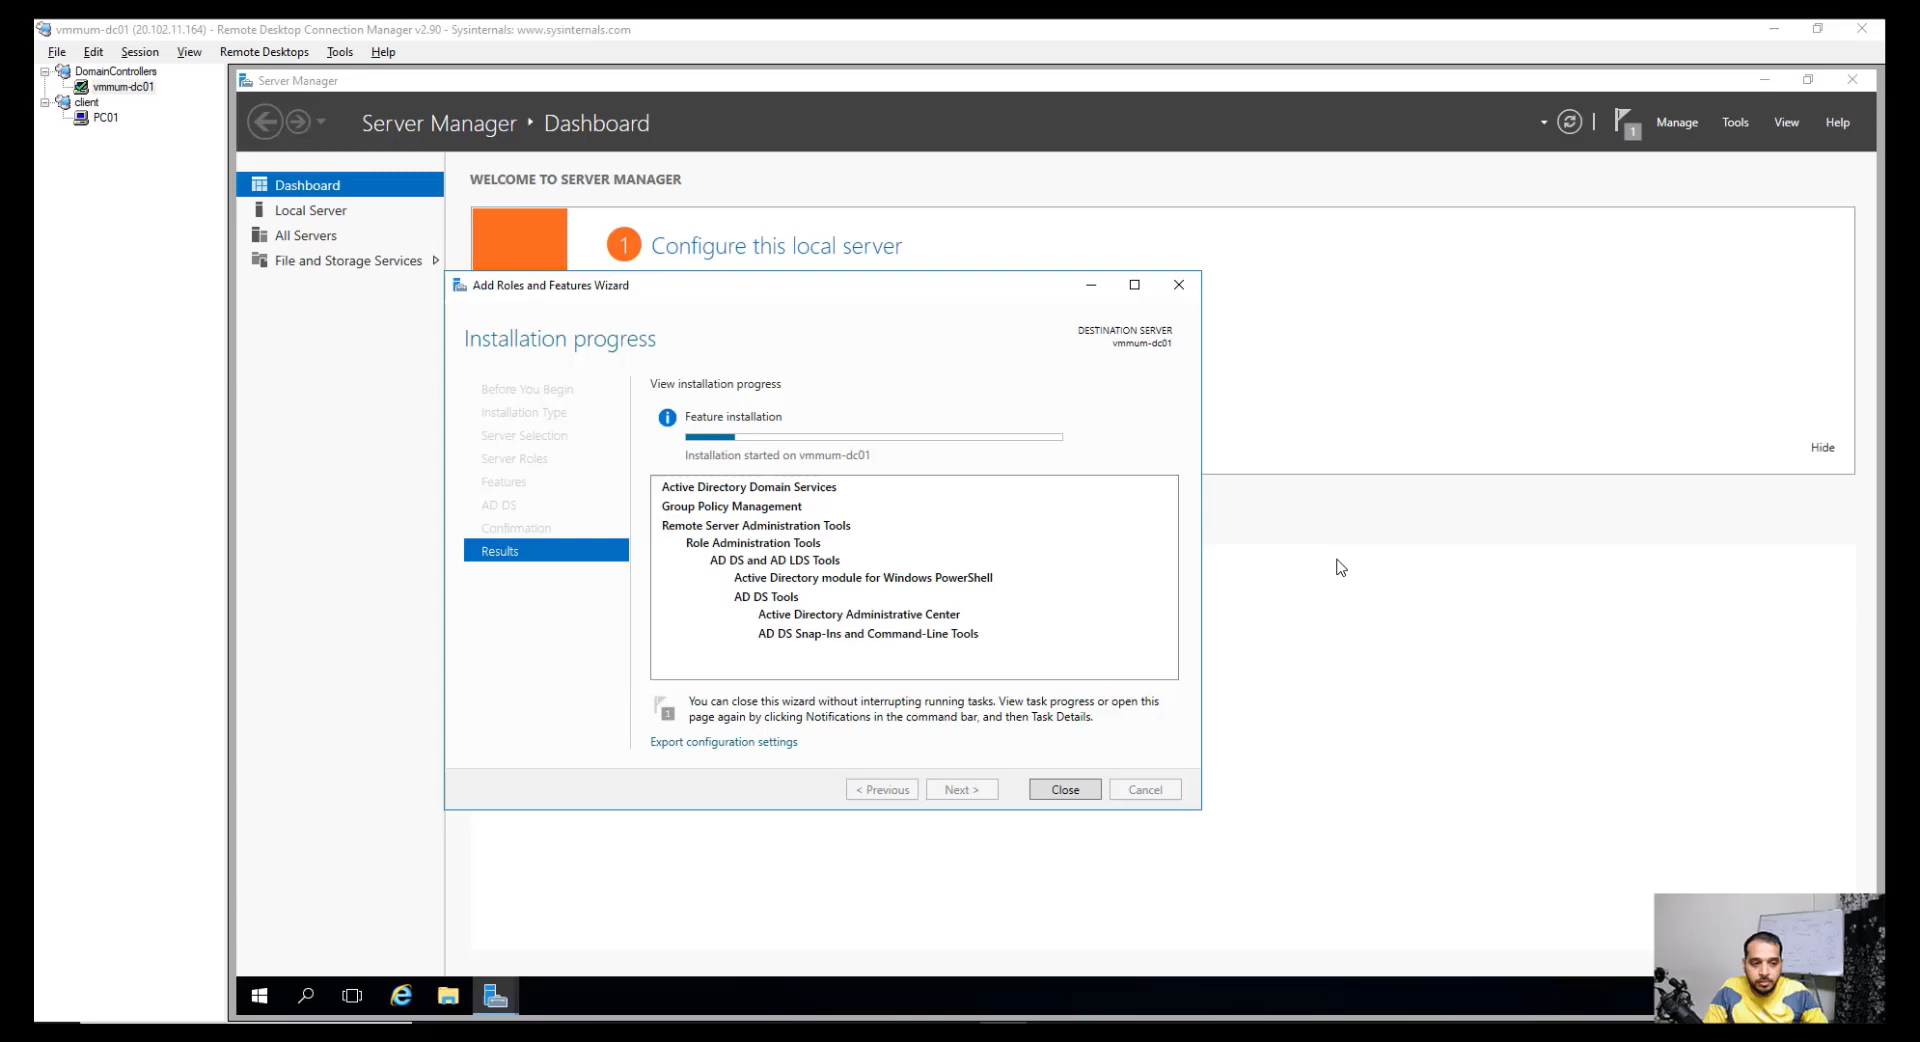 vmmum-dc01 (20.102.11.164) - Remote Desktop Connection Manager v2.90 - Sysinternals: www.sysinternals.com
File Edit Session View Remote Desktops Tools Help
DomainControllers
vmmum-dc01
client
PC01
Server Manager
Server Manager ‣ Dashboard
1
Manage Tools View Help
Dashboard
Local Server
All Servers
File and Storage Services
WELCOME TO SERVER MANAGER
1 Configure this local server
Hide
Add Roles and Features Wizard
Installation progress
DESTINATION SERVER
vmmum-dc01
Before You Begin
Installation Type
Server Selection
Server Roles
Features
AD DS
Confirmation
Results
View installation progress
Feature installation
Installation started on vmmum-dc01
Active Directory Domain Services
Group Policy Management
Remote Server Administration Tools
Role Administration Tools
AD DS and AD LDS Tools
Active Directory module for Windows PowerShell
AD DS Tools
Active Directory Administrative Center
AD DS Snap-Ins and Command-Line Tools
1
You can close this wizard without interrupting running tasks. View task progress or open this
page again by clicking Notifications in the command bar, and then Task Details.
Export configuration settings
< Previous Next > Close Cancel